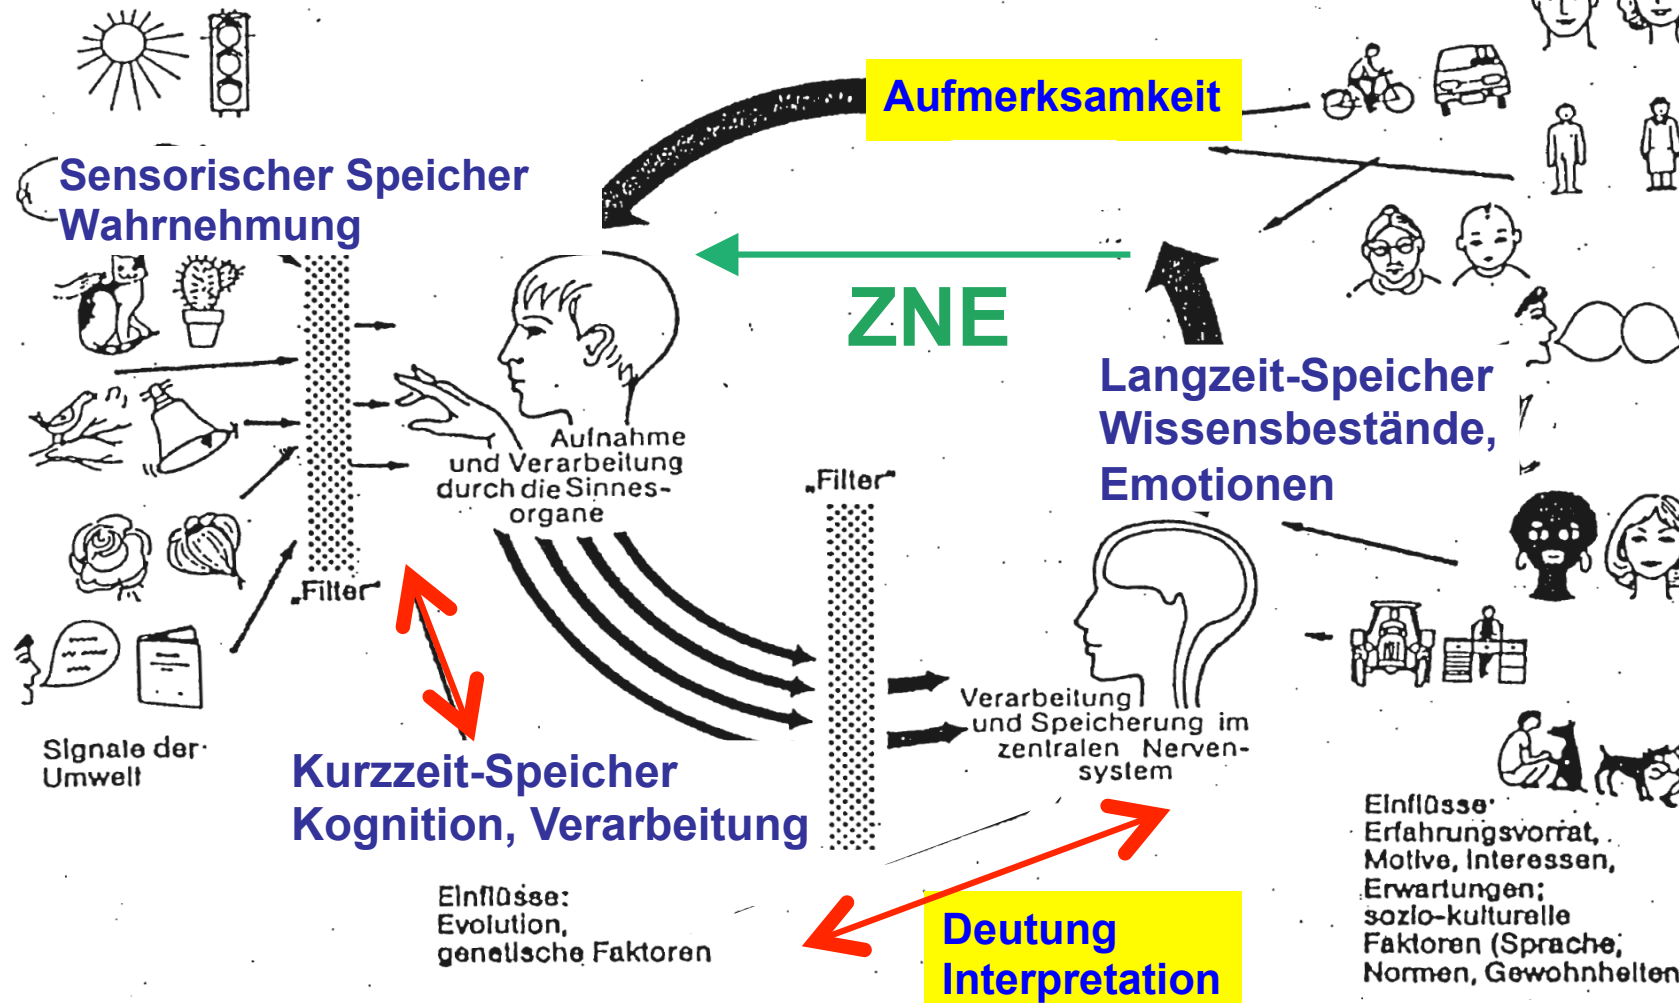 Aufmerksamkeit
Sensorischer Speicher
Wahrnehmung
ZNE
Langzeit-Speicher
Wissensbestände,
Emotionen
Aufnahme
und Verarbeitung
durch die Sinnes-
organe
„Filter"
„Filter"
Verarbeitung
und Speicherung im
zentralen Nerven-
system
Signale der
Umwelt
Kurzzeit-Speicher
Kognition, Verarbeitung
Einflüsse:
Evolution,
genetische Faktoren
Deutung
Interpretation
Einflüsse
Erfahrungsvorrat,
Motive, Interessen,
Erwartungen;
sozio-kulturelle
Faktoren (Sprache,
Normen, Gewohnheiten